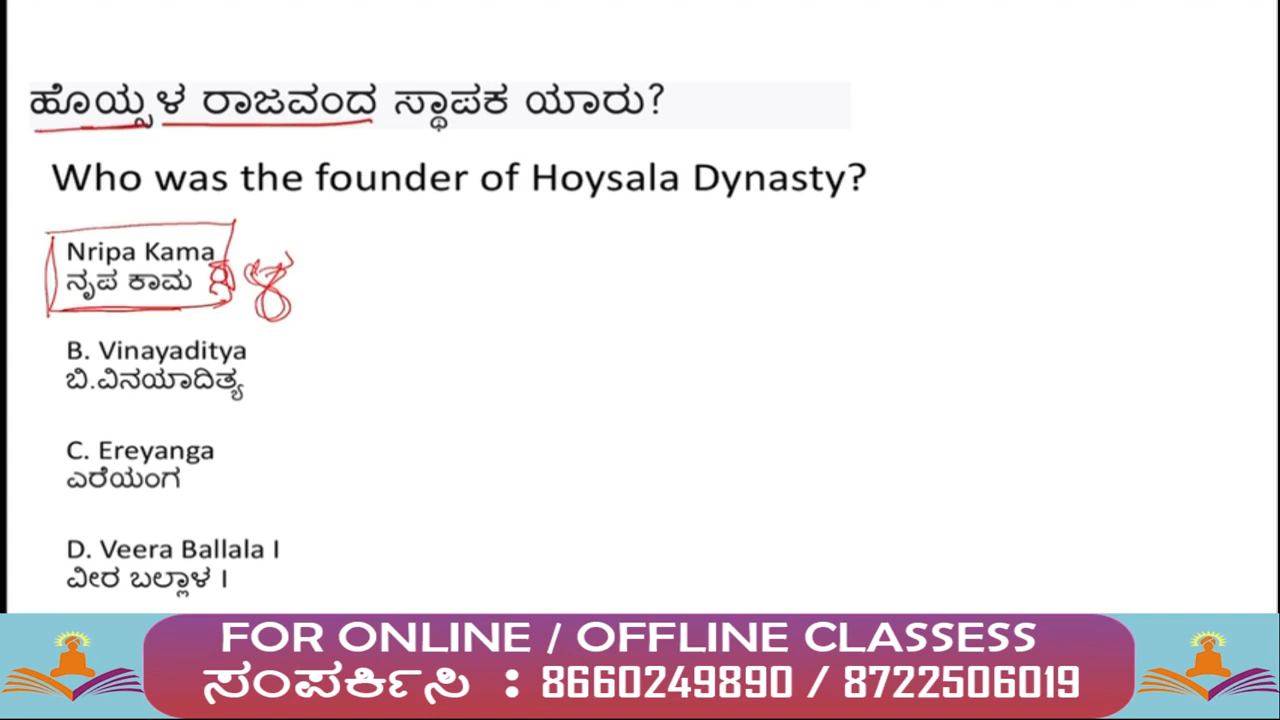 ಹೊಯ್ಸಳ ರಾಜವಂದ ಸ್ಥಾಪಕ ಯಾರು?
Who was the founder of Hoysala Dynasty?
Nripa Kama
ನೃಪ ಕಾಮ
B. Vinayaditya
ಬಿ.ವಿನಯಾದಿತ್ಯ
C. Ereyanga
ಎರೆಯಂಗ
D. Veera Ballala I
ವೀರ ಬಲ್ಲಾಳ I
FOR ONLINE / OFFLINE CLASSESS
ಸಂಪರ್ಕಿಸಿ : 8660249890 / 8722506019